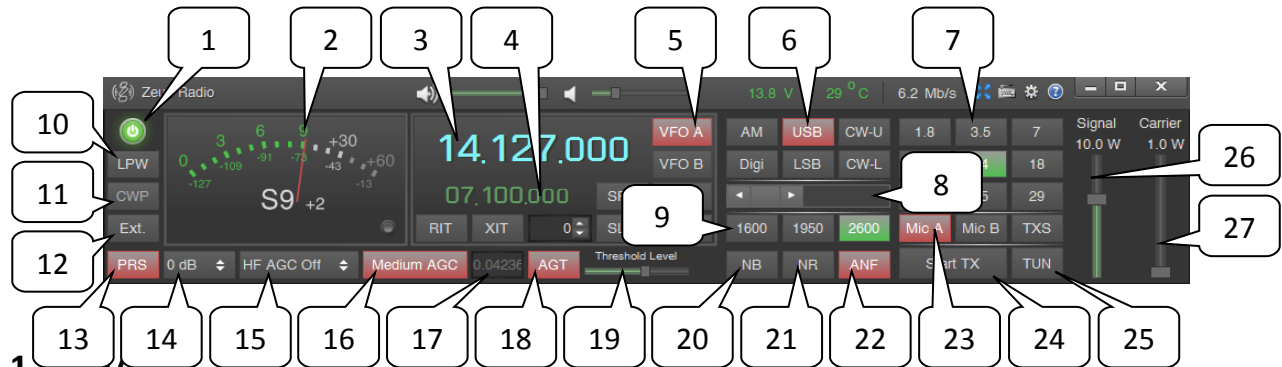 1 2 3 4 5 6 7
Radio 13.8 V 29 °C 6.2 Mb/s
10 LPW 0 3 6 9 +30 +60
-127 -109 -91 -73 -43 -13
S9 +2
14.127.000 VFO A AM USB CW-U 1.8 3.5 7 Signal Carrier
10.0 W 1.0 W
VFO B Digi LSB CW-L 18 26
11 CWP 07.100.000 8 29
12 Ext. RIT XIT 0 9 1600 1950 2600 Mic A Mic B TXS 27
PRS 0 dB HF AGC Off Medium AGC 0.04236 AGT Threshold Level NB NR ANF TX TUN
13 14 15 16 17 18 19 20 21 22 23 24 25